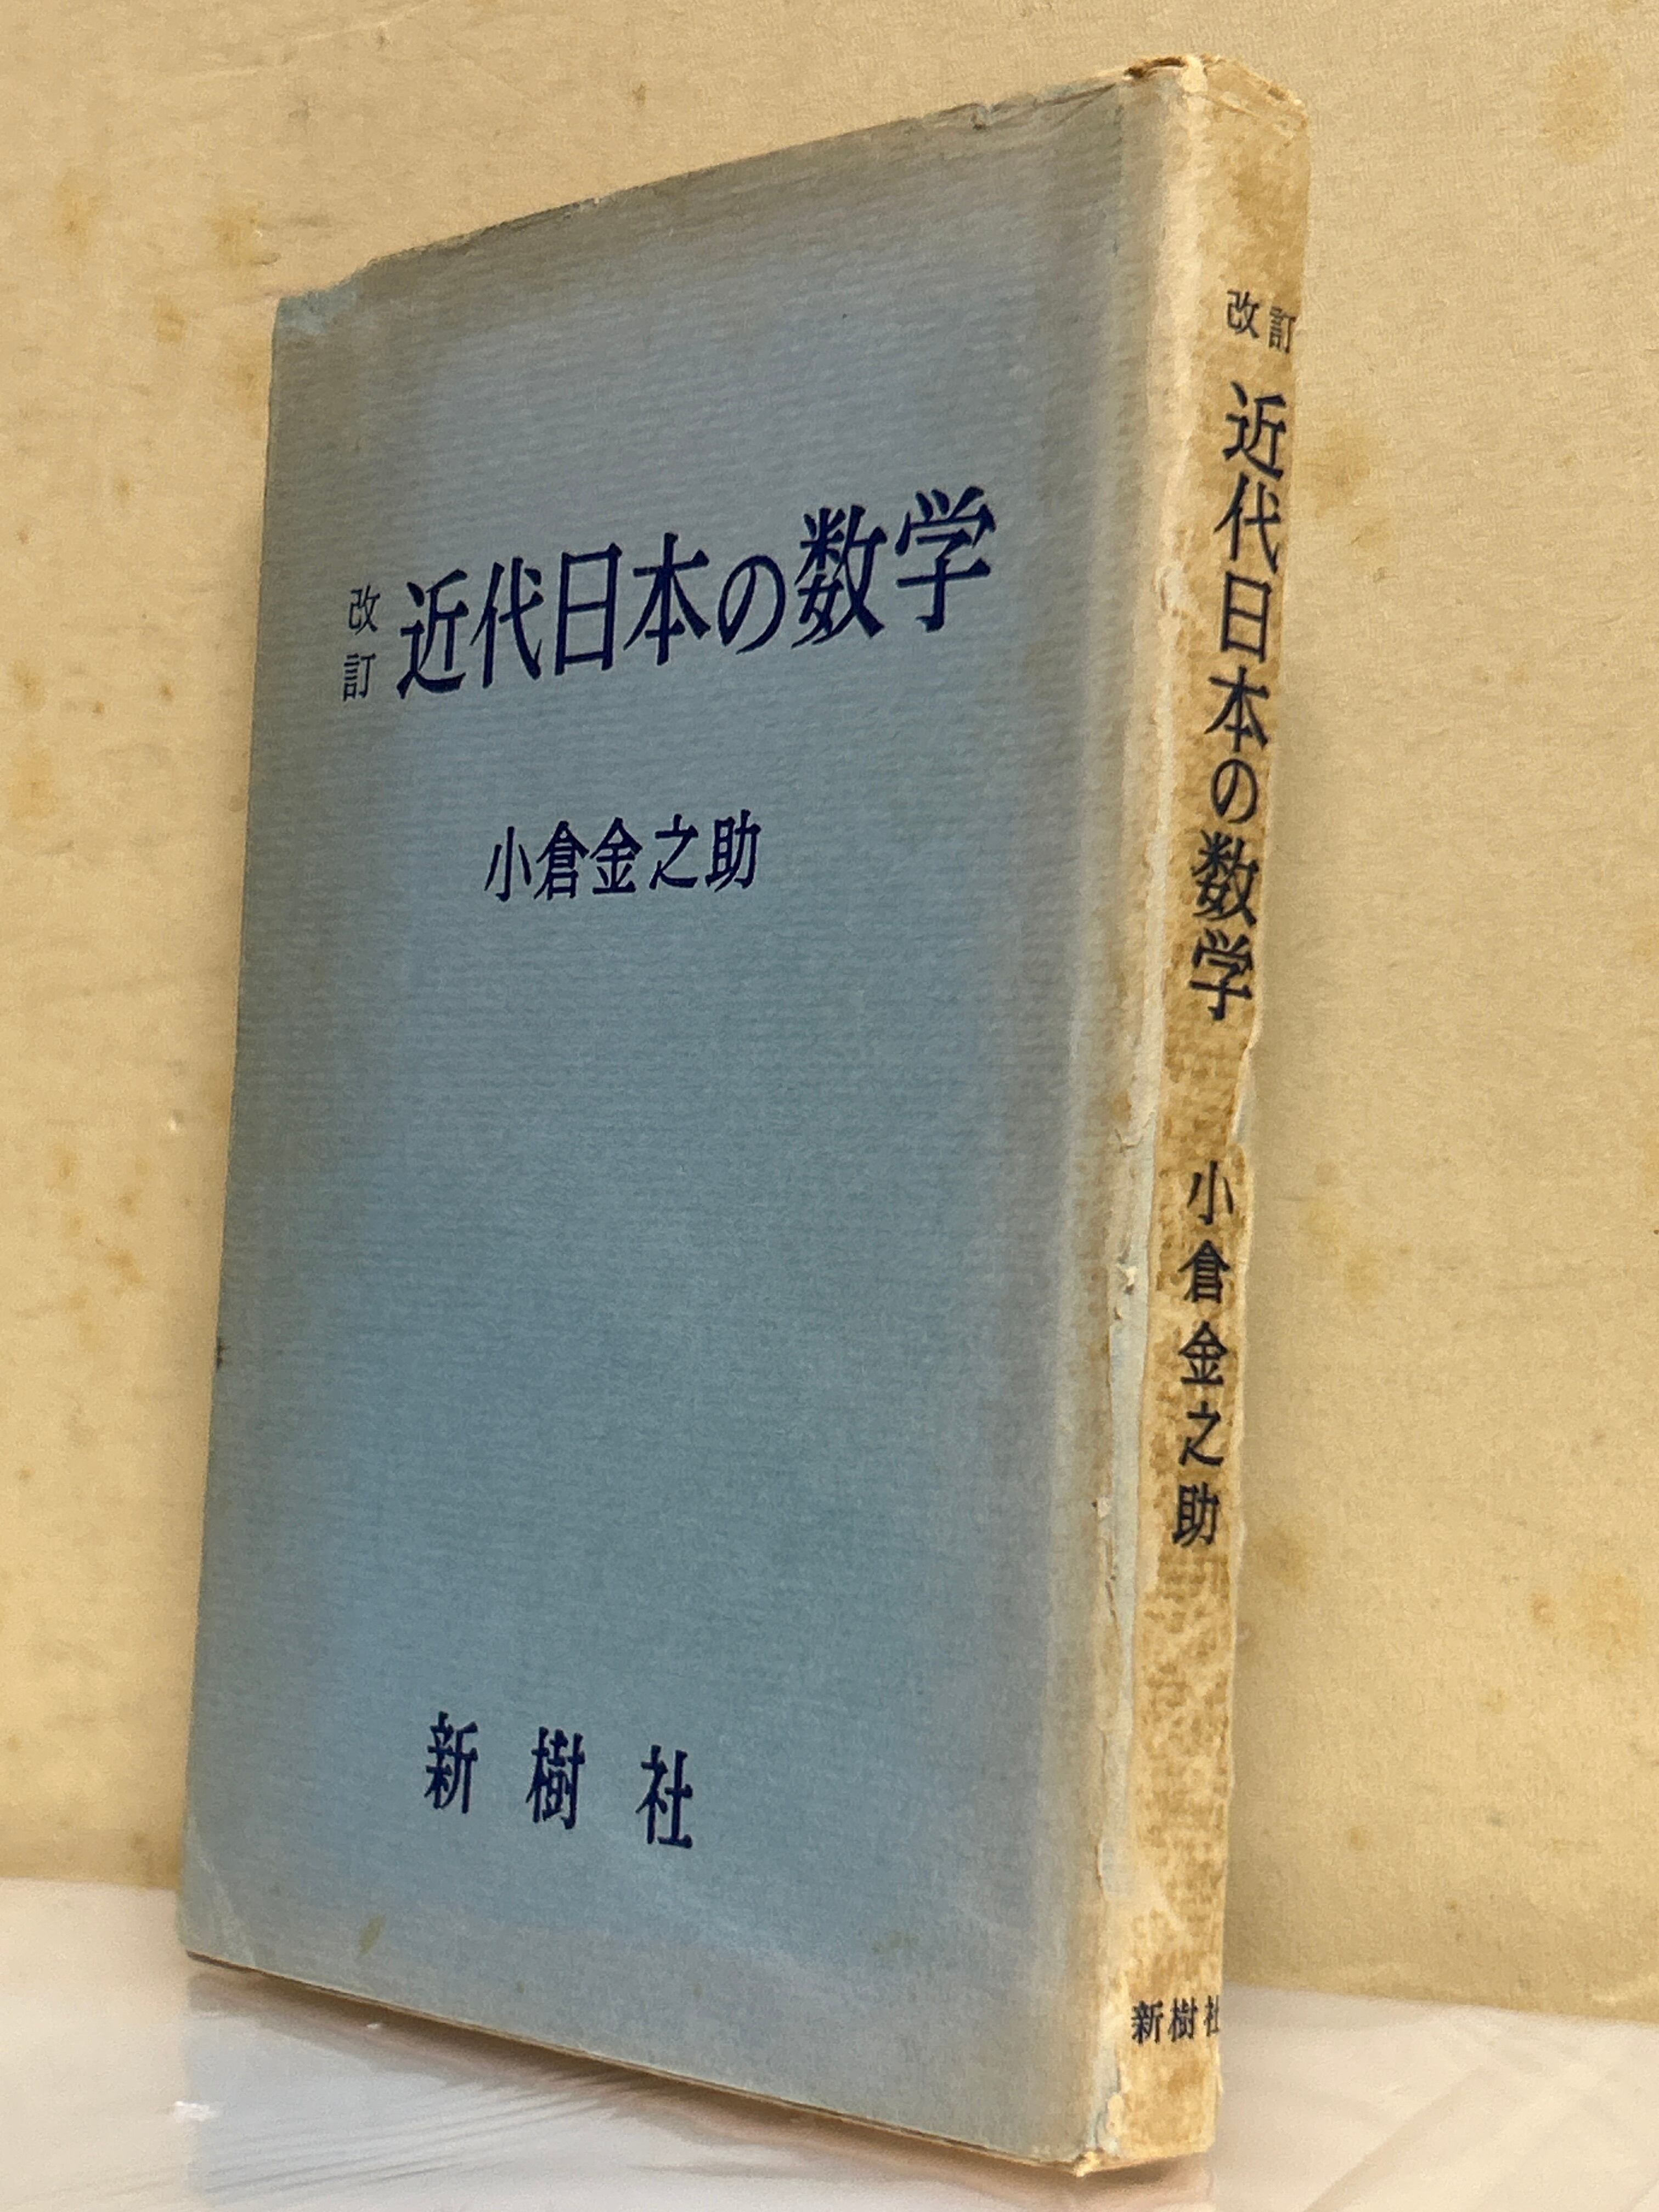 改訂
近代日本の数学
小倉金之助
新樹社
改訂
近代日本の数学
小倉金之助
新樹社